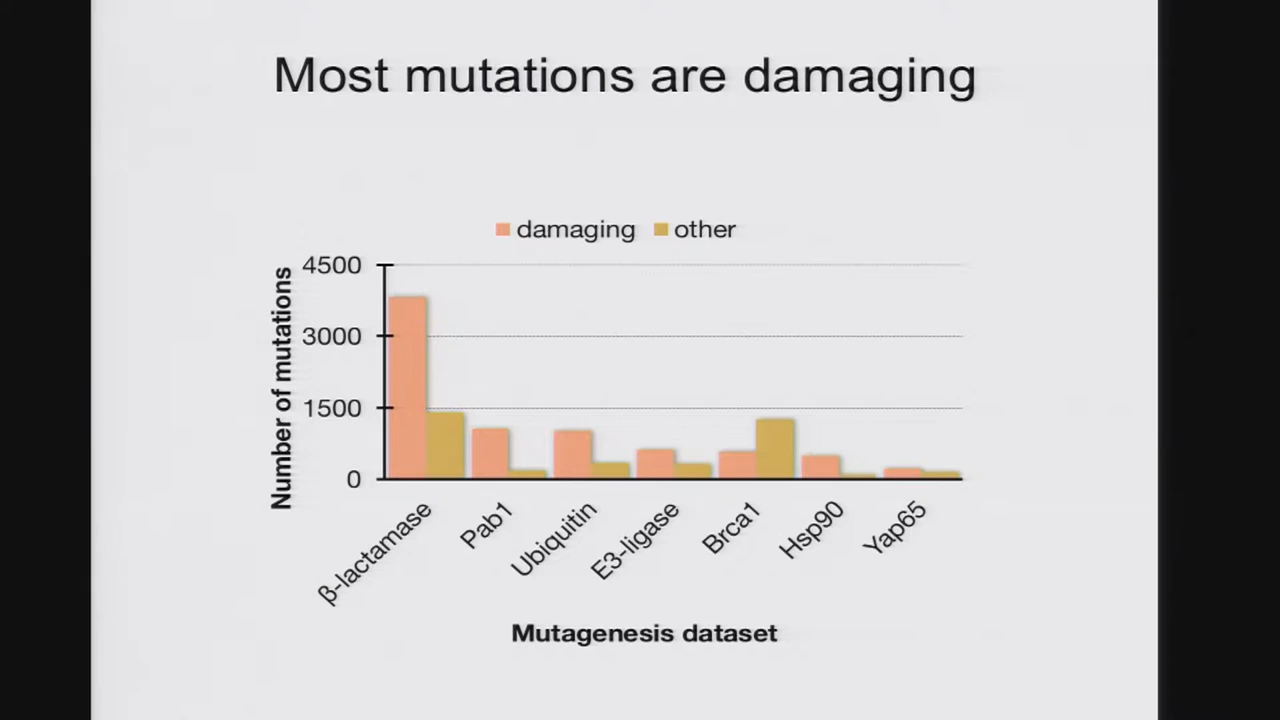 Most mutations are damaging
damaging other
Number of mutations
4500
3000
1500
0
β-lactamase
Pab1
Ubiquitin
E3-ligase
Brca1
Hsp90
Yap65
Mutagenesis dataset